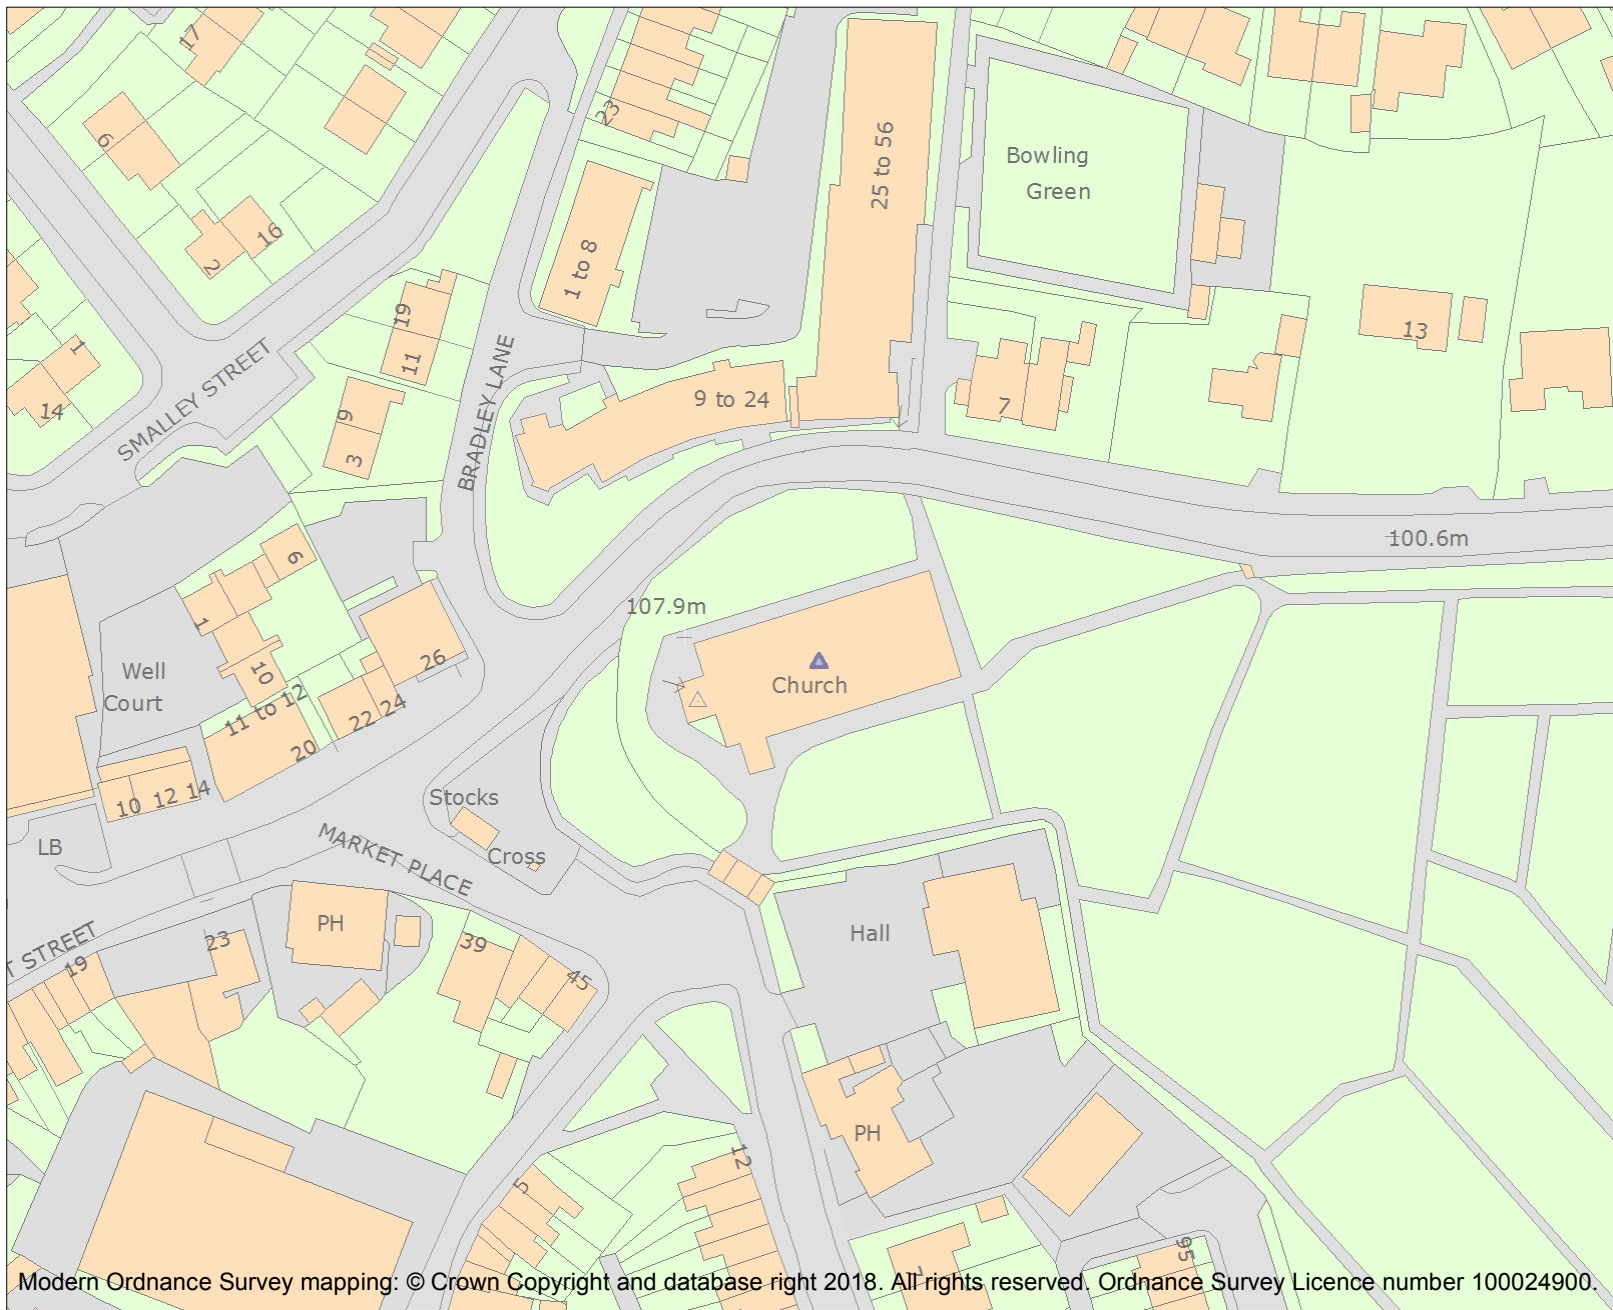 17
23
6
25 to 56
Bowling
Green
16
2
1 to 8
19
11
13
1
14
SMALLEY STREET
BRADLEY LANE
9 to 24
7
9
3
100.6m
6
107.9m
1
26
Well
Court
10
Church
11 to 12
22 24
20
10 12 14
Stocks
LB
MARKET PLACE
Cross
PH
Hall
T STREET
23
39
19
45
PH
12
5
95
Modern Ordnance Survey mapping: © Crown Copyright and database right 2018. All rights reserved. Ordnance Survey Licence number 100024900.